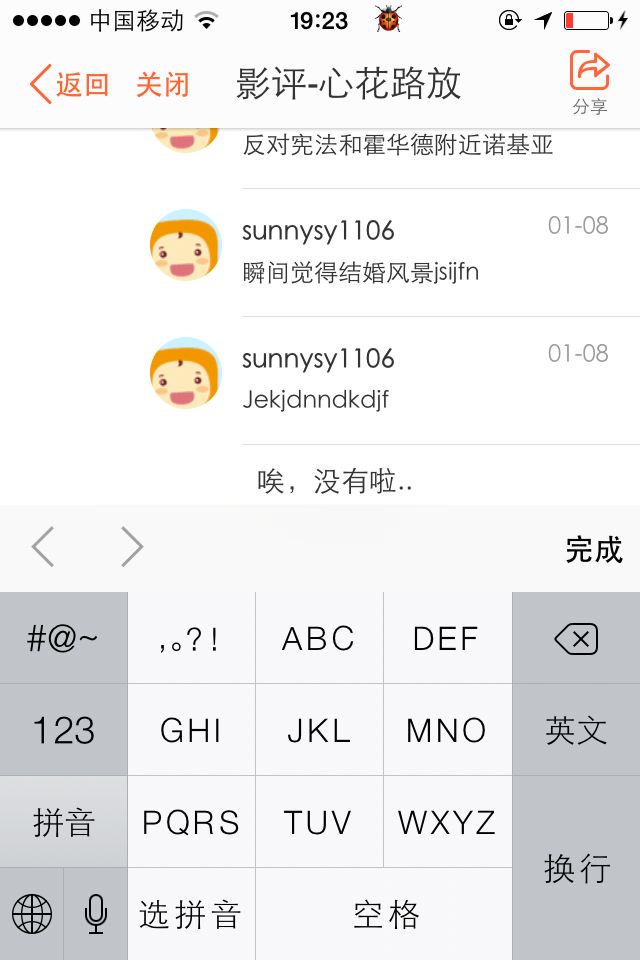 中国移动 19:23
返回 关闭 影评-心花路放 分享
反对宪法和霍华德附近诺基亚
sunnysy1106 01-08
瞬间觉得结婚风景jsijfn
sunnysy1106 01-08
Jekjdnndkdjf
唉，没有啦..
完成
#@~ ,。?! ABC DEF
123 GHI JKL MNO 英文
拼音 PQRS TUV WXYZ 换行
选拼音 空格